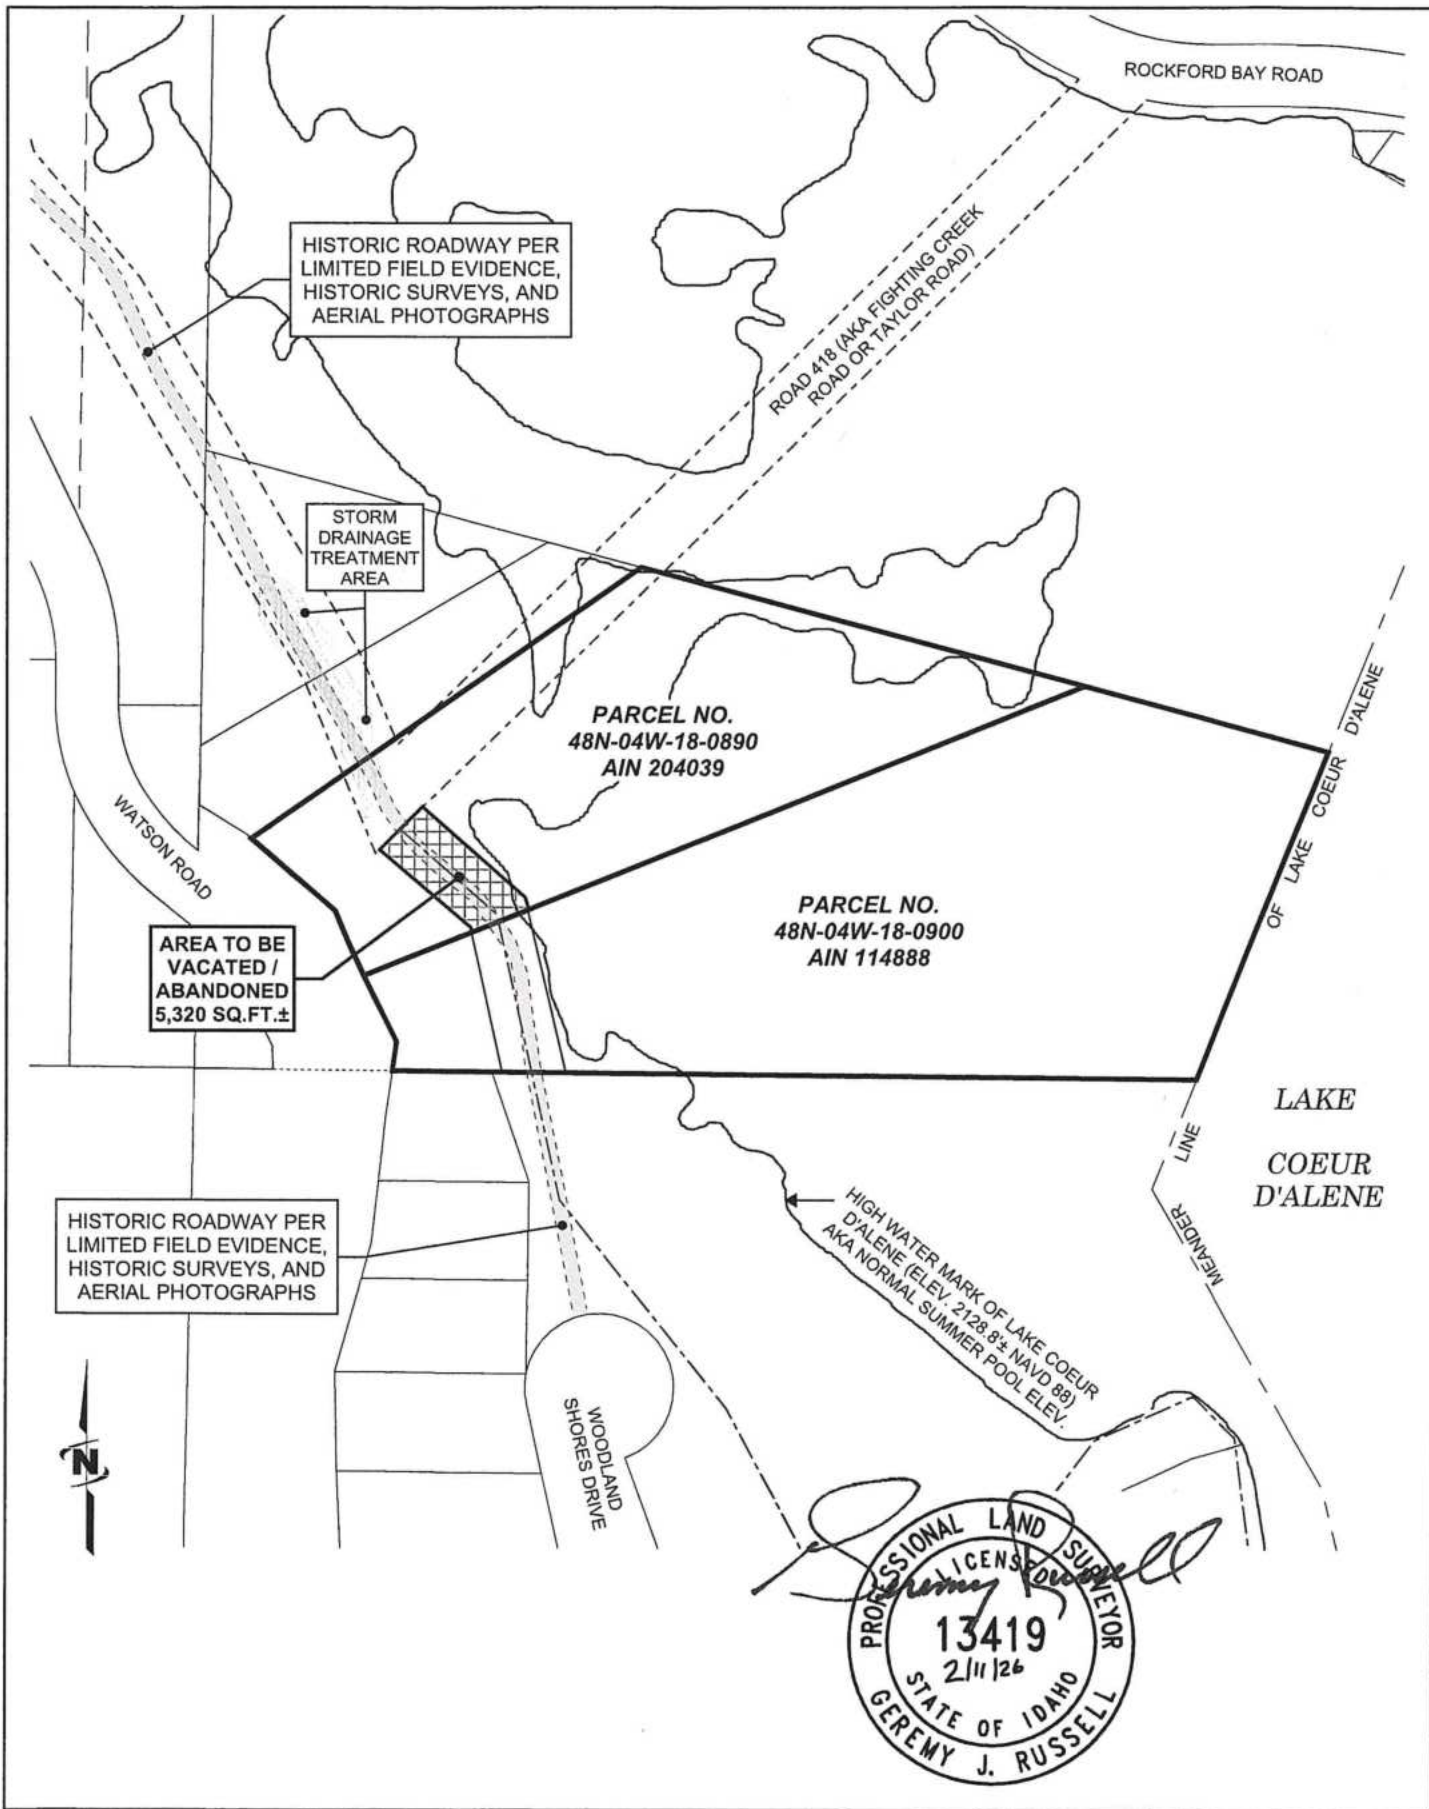 ROCKFORD BAY ROAD
HISTORIC ROADWAY PER
LIMITED FIELD EVIDENCE,
HISTORIC SURVEYS, AND
AERIAL PHOTOGRAPHS
ROAD 418 (AKA FIGHTING CREEK
ROAD OR TAYLOR ROAD)
STORM
DRAINAGE
TREATMENT
AREA
PARCEL NO.
48N-04W-18-0890
AIN 204039
WATSON ROAD
PARCEL NO.
48N-04W-18-0900
AIN 114888
AREA TO BE
VACATED /
ABANDONED
5,320 SQ.FT.±
MEANDER LINE OF LAKE COEUR D'ALENE
LAKE
COEUR
D'ALENE
HISTORIC ROADWAY PER
LIMITED FIELD EVIDENCE,
HISTORIC SURVEYS, AND
AERIAL PHOTOGRAPHS
HIGH WATER MARK OF LAKE COEUR
D'ALENE (ELEV. 2128.8'± NAVD 88)
AKA NORMAL SUMMER POOL ELEV.
WOODLAND
SHORES DRIVE
N
PROFESSIONAL LAND SURVEYOR
LICENSED
Geremy Russell
13419
2/11/26
STATE OF IDAHO
GEREMY J. RUSSELL